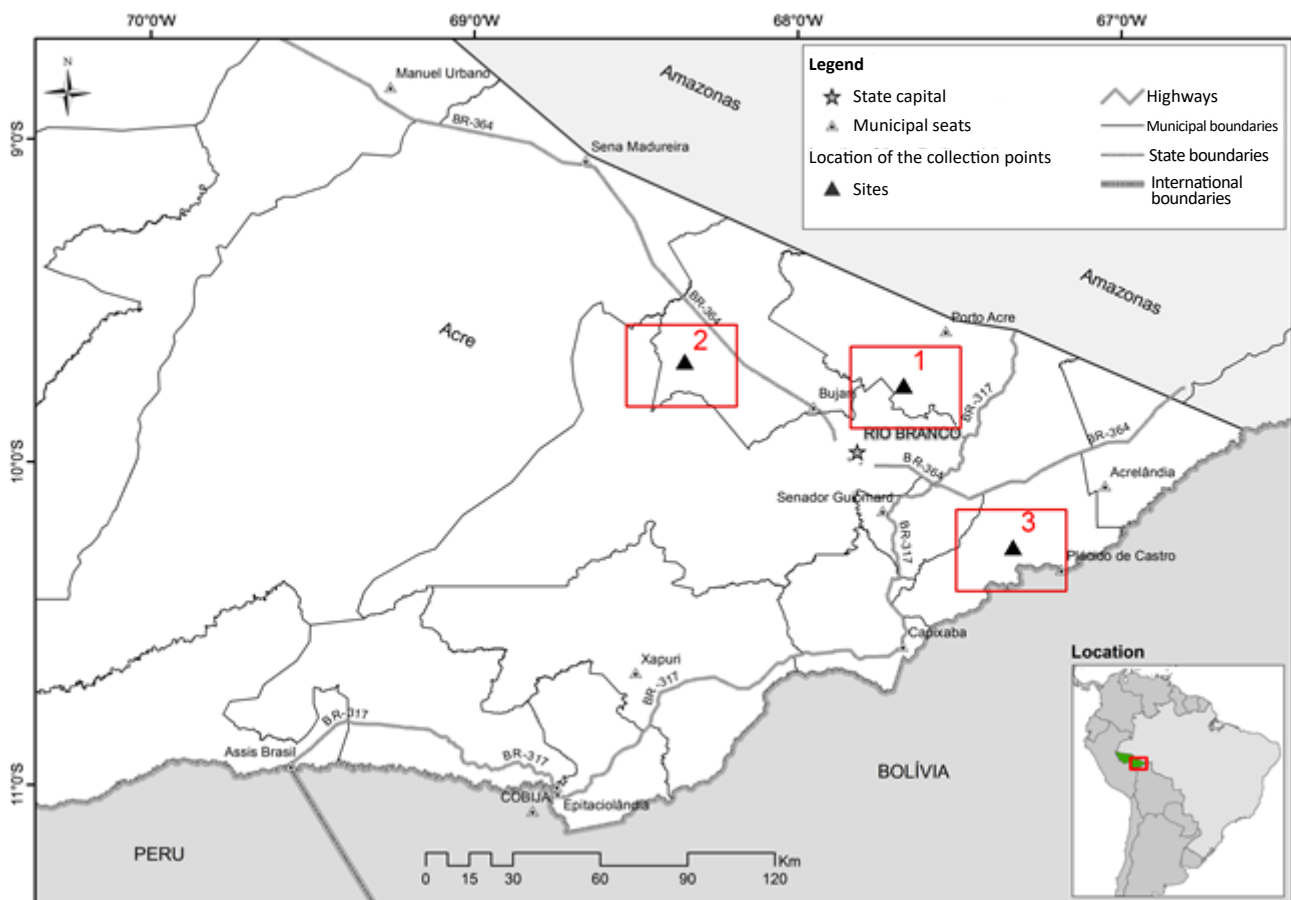 70°0'W
69°0'W
68°0'W
67°0'W
N
Manuel Urbano
BR-364
Sena Madureira
9°0'S
Amazonas
Legend
State capital
Municipal seats
Location of the collection points
Sites
Highways
Municipal boundaries
State boundaries
International
boundaries
Amazonas
Acre
BR-364
2
Porto Acre
1
Bujari
BR-317
RIO BRANCO
10°0'S
BR-364
BR-364
Acrelândia
Senador Guiomard
BR-317
3
Plácido de Castro
Capixaba
Xapuri
BR-317
BR-317
Assis Brasil
BR-317
11°0'S
COBIJA
Epitaciolândia
BOLÍVIA
PERU
Km
0 15 30 60 90 120
Location